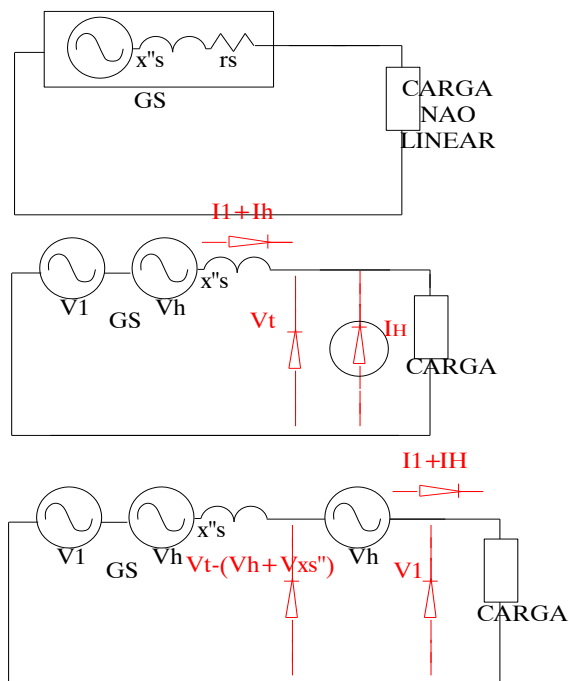 x"s
rs
GS
CARGA
NAO
LINEAR
I1+Ih
V1
Vh
x"s
GS
Vt
IH
CARGA
I1+IH
V1
Vh
x"s
GS
Vt-(Vh+Vxs")
Vh
V1
CARGA